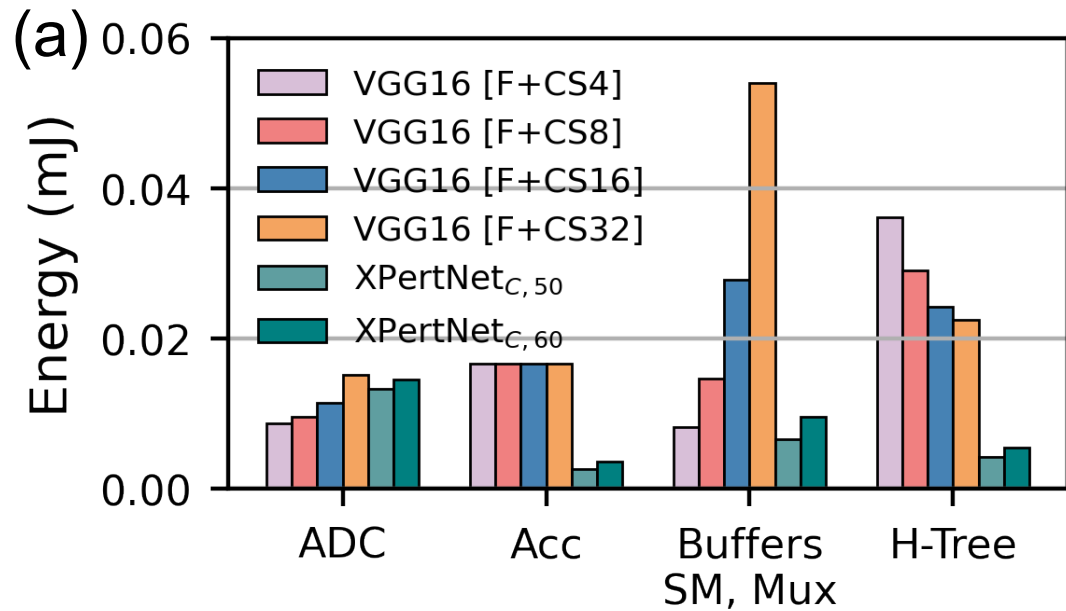 (a)
Energy (mJ)
0.06
0.04
0.02
0.00
VGG16 [F+CS4]
VGG16 [F+CS8]
VGG16 [F+CS16]
VGG16 [F+CS32]
XPertNet_{C,50}
XPertNet_{C,60}
ADC
Acc
Buffers
SM, Mux
H-Tree